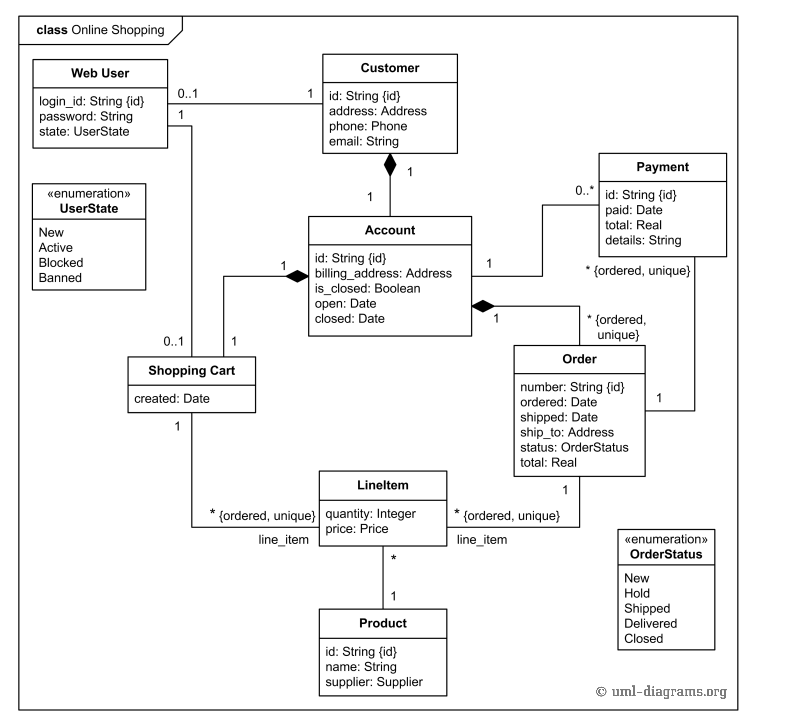 class Online Shopping
Web User
login_id: String {id}
password: String
state: UserState
0..1
1
1
Customer
id: String {id}
address: Address
phone: Phone
email: String
1
1
«enumeration»
UserState
New
Active
Blocked
Banned
Payment
id: String {id}
paid: Date
total: Real
details: String
0..*
* {ordered, unique}
Account
id: String {id}
billing_address: Address
is_closed: Boolean
open: Date
closed: Date
1
1
1
* {ordered,
unique}
0..1
1
Shopping Cart
created: Date
1
Order
number: String {id}
ordered: Date
shipped: Date
ship_to: Address
status: OrderStatus
total: Real
1
1
LineItem
quantity: Integer
price: Price
* {ordered, unique}
line_item
* {ordered, unique}
line_item
*
1
Product
id: String {id}
name: String
supplier: Supplier
«enumeration»
OrderStatus
New
Hold
Shipped
Delivered
Closed
© uml-diagrams.org